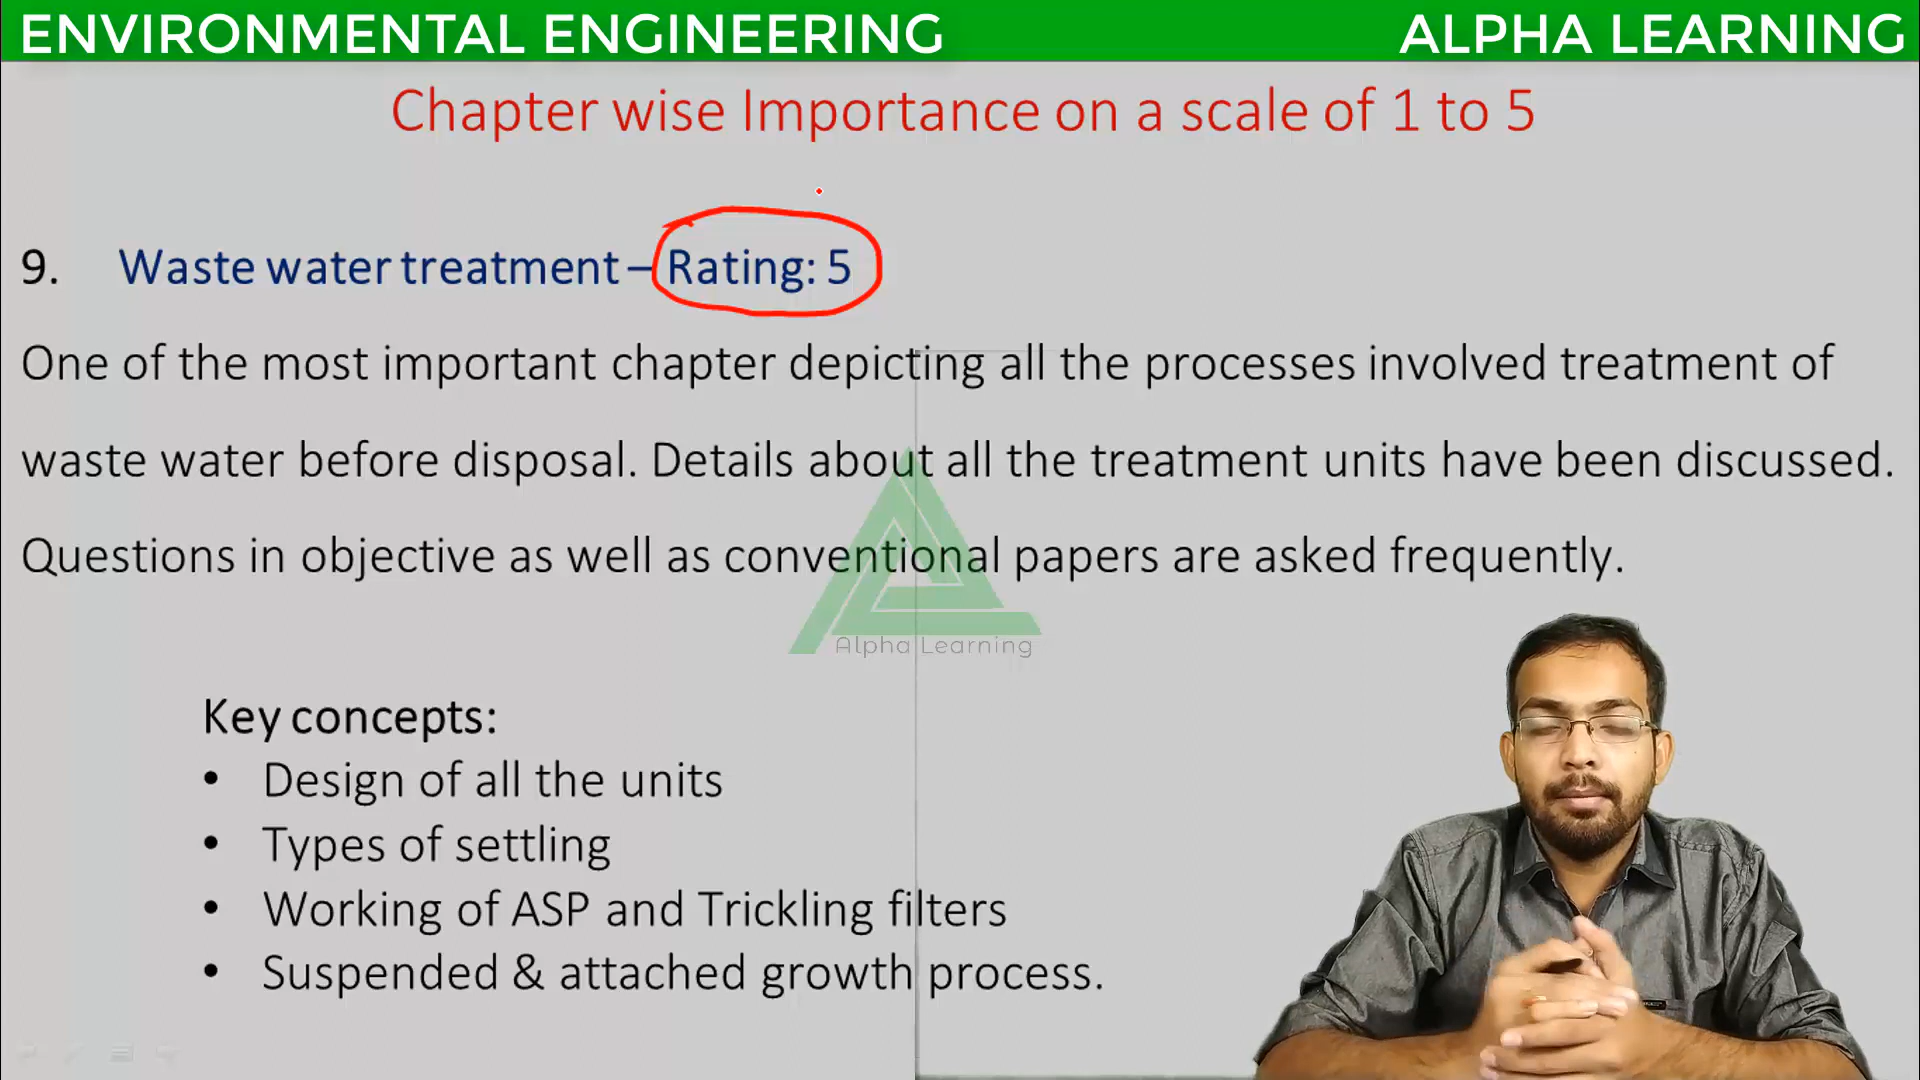 ENVIRONMENTAL ENGINEERING
ALPHA LEARNING
Chapter wise Importance on a scale of 1 to 5
9. Waste water treatment – Rating: 5
One of the most important chapter depicting all the processes involved treatment of
waste water before disposal. Details about all the treatment units have been discussed.
Questions in objective as well as conventional papers are asked frequently.
Alpha Learning
Key concepts:
• Design of all the units
• Types of settling
• Working of ASP and Trickling filters
• Suspended & attached growth process.